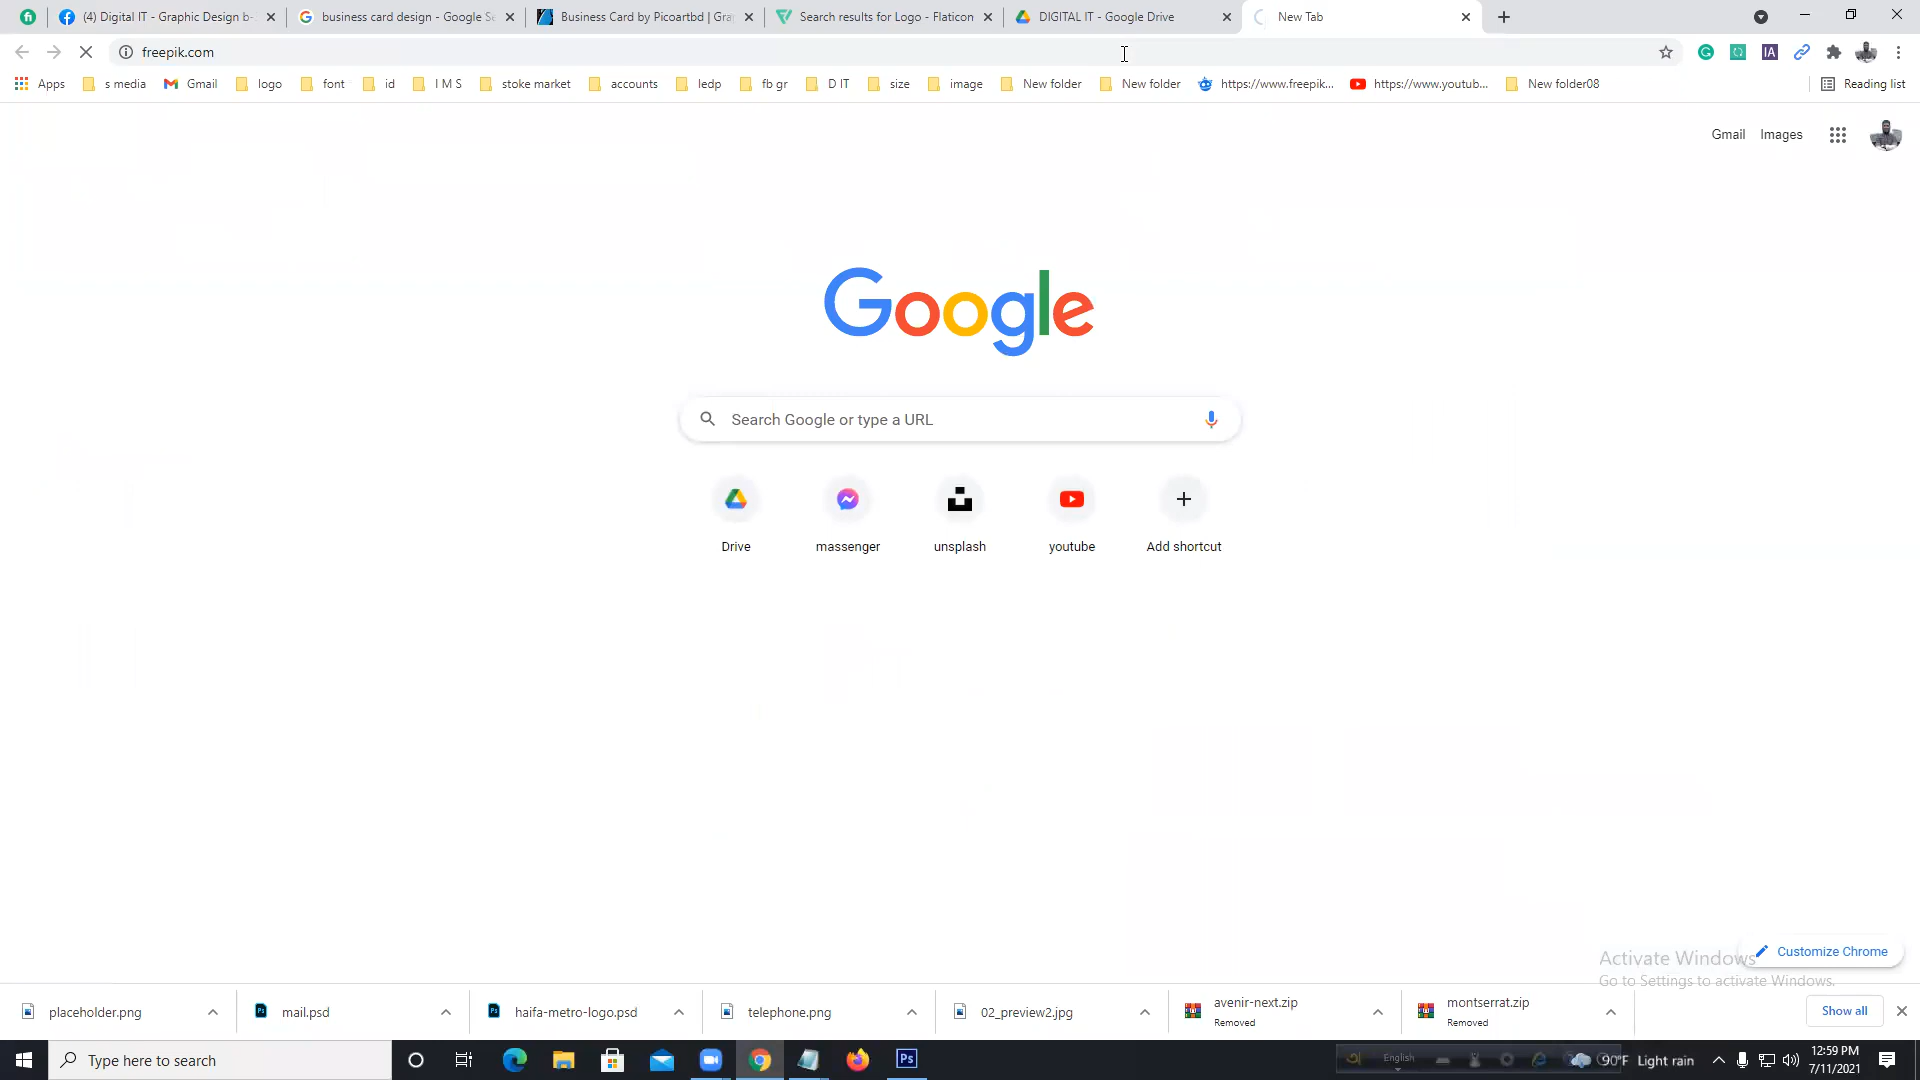 (4) Digital IT - Graphic Design b-
business card design - Google Se
Business Card by Picoartbd | Gra
Search results for Logo - Flaticon
DIGITAL IT - Google Drive
New Tab
freepik.com
Apps
s media
Gmail
logo
font
id
I M S
stoke market
accounts
ledp
fb gr
D IT
size
image
New folder
New folder
https://www.freepik...
https://www.youtub...
New folder08
Reading list
Gmail
Images
Google
Search Google or type a URL
Drive
massenger
unsplash
youtube
Add shortcut
Customize Chrome
Activate Windows
Go to Settings to activate Windows.
placeholder.png
mail.psd
haifa-metro-logo.psd
telephone.png
02_preview2.jpg
avenir-next.zip
Removed
montserrat.zip
Removed
Show all
Type here to search
Ps
English
90°F Light rain
12:59 PM
7/11/2021